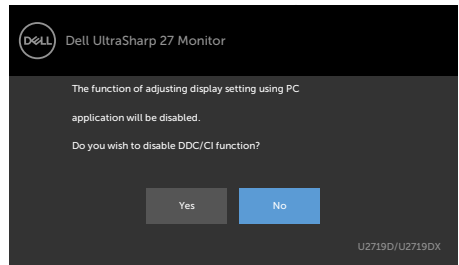 DELL Dell UltraSharp 27 Monitor
The function of adjusting display setting using PC
application will be disabled.
Do you wish to disable DDC/CI function?
Yes No
U2719D/U2719DX